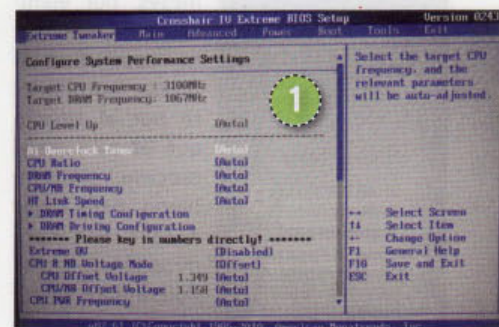 Crosshair IV Extreme BIOS Setup Version 0243
Extreme Tweaker Main Advanced Power Boot Tools Exit
Configure System Performance Settings
Target CPU Frequency : 3100MHz
Target DRAM Frequency: 1067MHz
1
CPU Level Up [Auto]
Ai Overclock Tuner [Auto]
CPU Ratio [Auto]
DRAM Frequency [Auto]
CPU/NB Frequency [Auto]
HT Link Speed [Auto]
▶ DRAM Timing Configuration
▶ DRAM Driving Configuration
******* Please key in numbers directly! *******
Extreme OV [Disabled]
CPU & NB Voltage Mode [Offset]
CPU Offset Voltage 1.349 [Auto]
CPU/NB Offset Voltage 1.158 [Auto]
CPU PWR Frequency [Auto]
Select the target CPU
frequency, and the
relevant parameters
will be auto-adjusted.
↔ Select Screen
↑↓ Select Item
+- Change Option
F1 General Help
F10 Save and Exit
ESC Exit